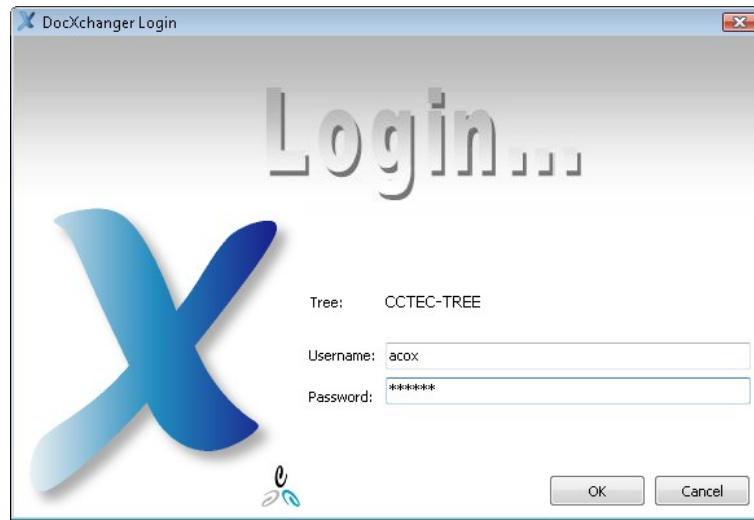 DocXchanger Login
Login...
Tree: CCTEC-TREE
Username: acox
Password: ******
OK Cancel